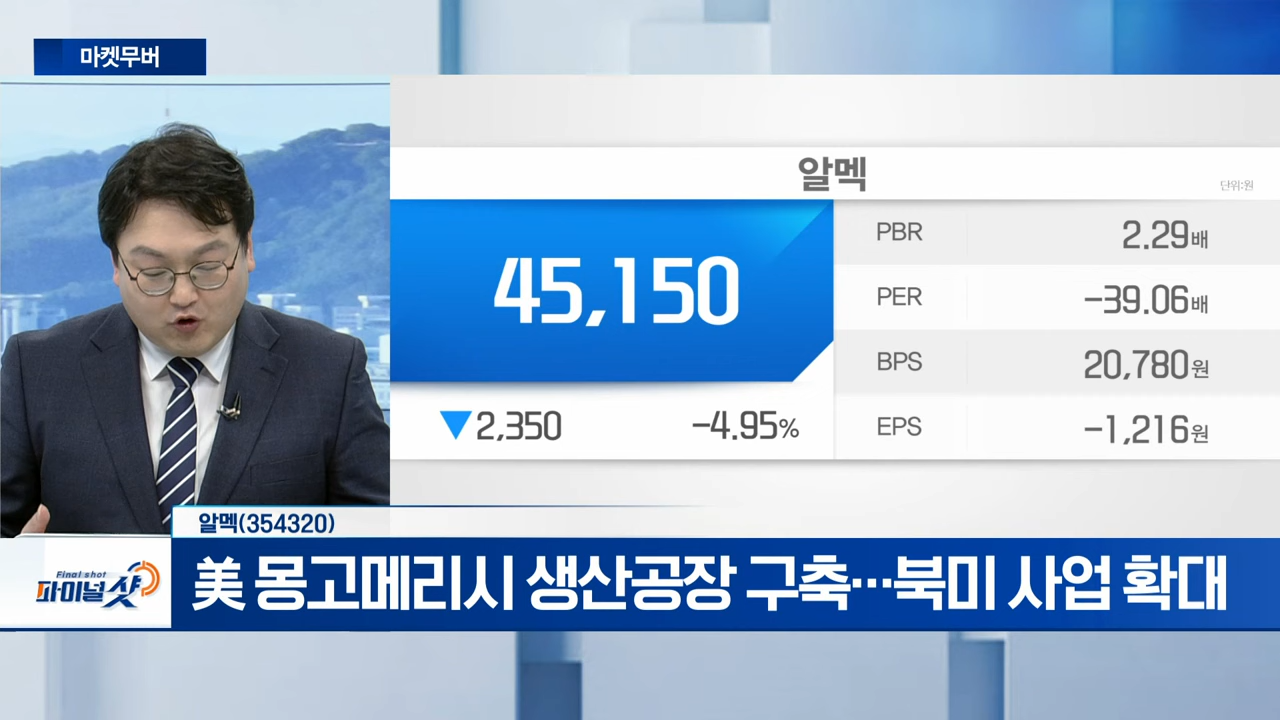 마켓무버
알멕
단위:원
45,150
▼2,350 -4.95%
PBR 2.29배
PER -39.06배
BPS 20,780원
EPS -1,216원
알멕(354320)
Final shot
파이널샷
美 몽고메리시 생산공장 구축…북미 사업 확대